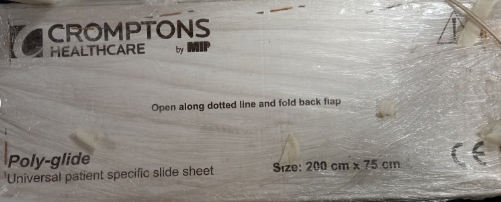 CROMPTONS
HEALTHCARE by MIP
Open along dotted line and fold back flap
Poly-glide
Universal patient specific slide sheet
Size: 200 cm x 75 cm
CE